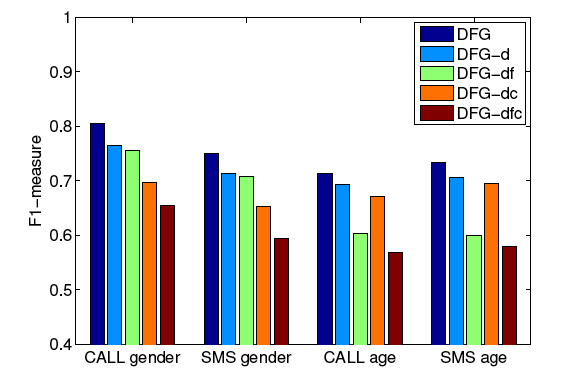 1
0.9
0.8
0.7
0.6
0.5
0.4
F1−measure
CALL gender
SMS gender
CALL age
SMS age
DFG
DFG−d
DFG−df
DFG−dc
DFG−dfc